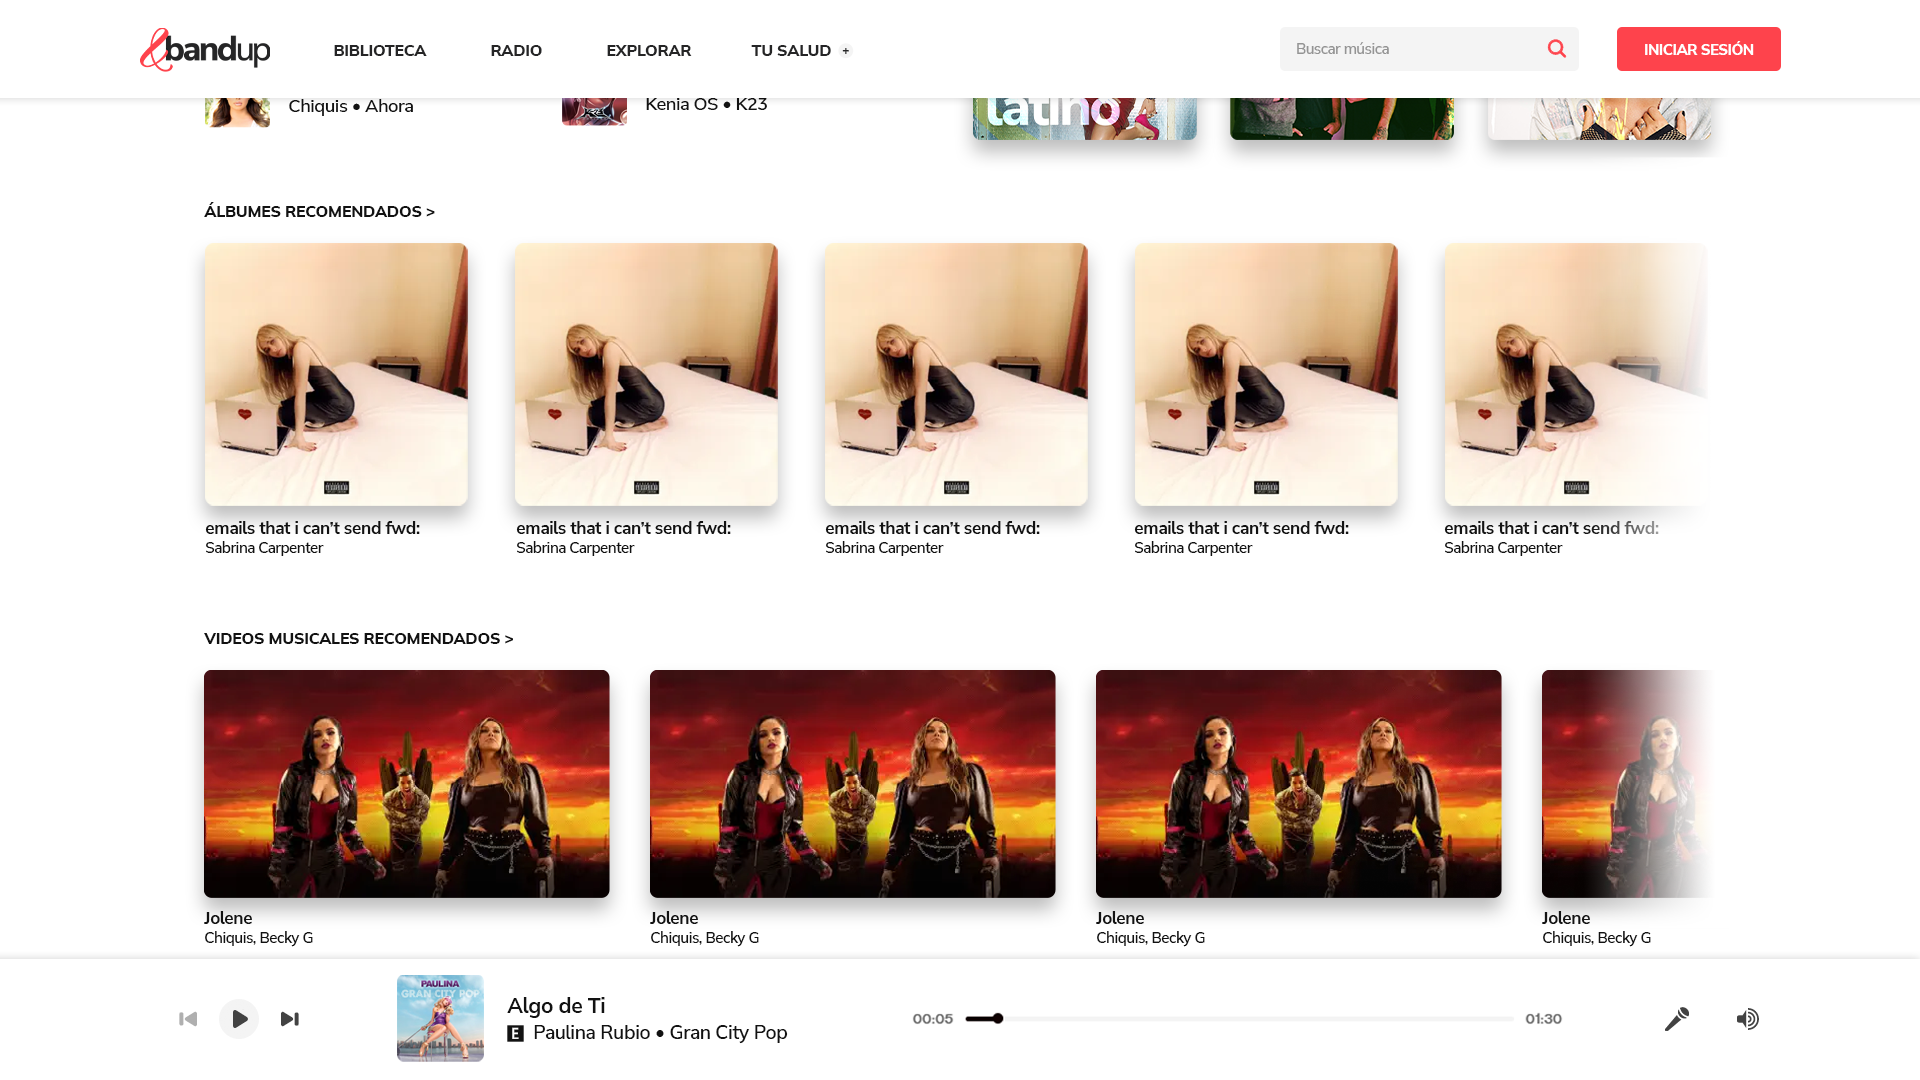 bandup
BIBLIOTECA
RADIO
EXPLORAR
TU SALUD +
Buscar música
INICIAR SESIÓN
Chiquis • Ahora
Kenia OS • K23
latino
ÁLBUMES RECOMENDADOS >
emails that i can’t send fwd:
Sabrina Carpenter
emails that i can’t send fwd:
Sabrina Carpenter
emails that i can’t send fwd:
Sabrina Carpenter
emails that i can’t send fwd:
Sabrina Carpenter
emails that i can’t send fwd:
Sabrina Carpenter
VIDEOS MUSICALES RECOMENDADOS >
Jolene
Chiquis, Becky G
Jolene
Chiquis, Becky G
Jolene
Chiquis, Becky G
Jolene
Chiquis, Becky G
PAULINA
GRAN CITY POP
Algo de Ti
E Paulina Rubio • Gran City Pop
00:05
01:30